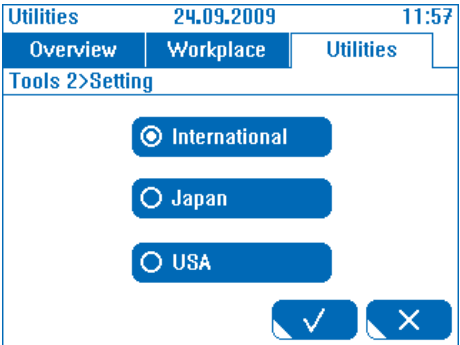 Utilities 24.09.2009 11:57
Overview Workplace Utilities
Tools 2>Setting
International
Japan
USA